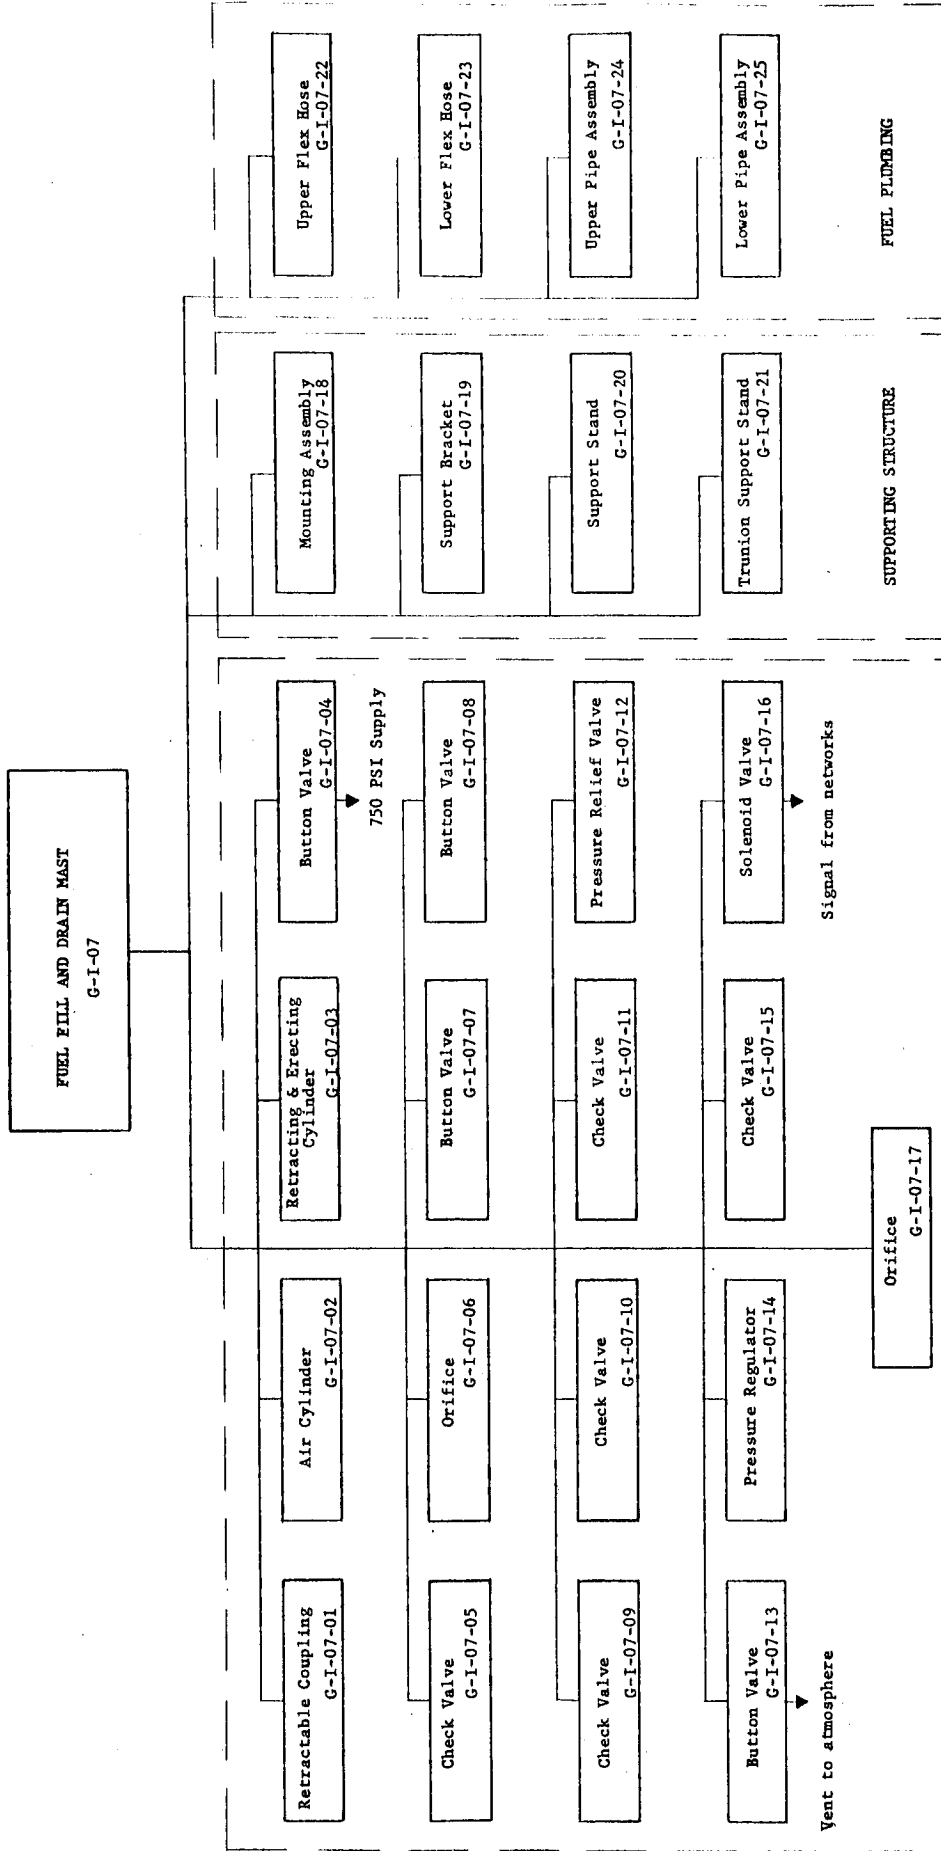 FUEL FILL AND DRAIN MAST
G-I-07
Retractable Coupling
G-I-07-01
Air Cylinder
G-I-07-02
Retracting & Erecting
Cylinder
G-I-07-03
Button Valve
G-I-07-04
750 PSI Supply
Check Valve
G-I-07-05
Orifice
G-I-07-06
Button Valve
G-I-07-07
Button Valve
G-I-07-08
Check Valve
G-I-07-09
Check Valve
G-I-07-10
Check Valve
G-I-07-11
Pressure Relief Valve
G-I-07-12
Button Valve
G-I-07-13
Vent to atmosphere
Pressure Regulator
G-I-07-14
Check Valve
G-I-07-15
Solenoid Valve
G-I-07-16
Signal from networks
Orifice
G-I-07-17
Mounting Assembly
G-I-07-18
Support Bracket
G-I-07-19
Support Stand
G-I-07-20
Trunion Support Stand
G-I-07-21
SUPPORTING STRUCTURE
Upper Flex Hose
G-I-07-22
Lower Flex Hose
G-I-07-23
Upper Pipe Assembly
G-I-07-24
Lower Pipe Assembly
G-I-07-25
FUEL PLUMBING